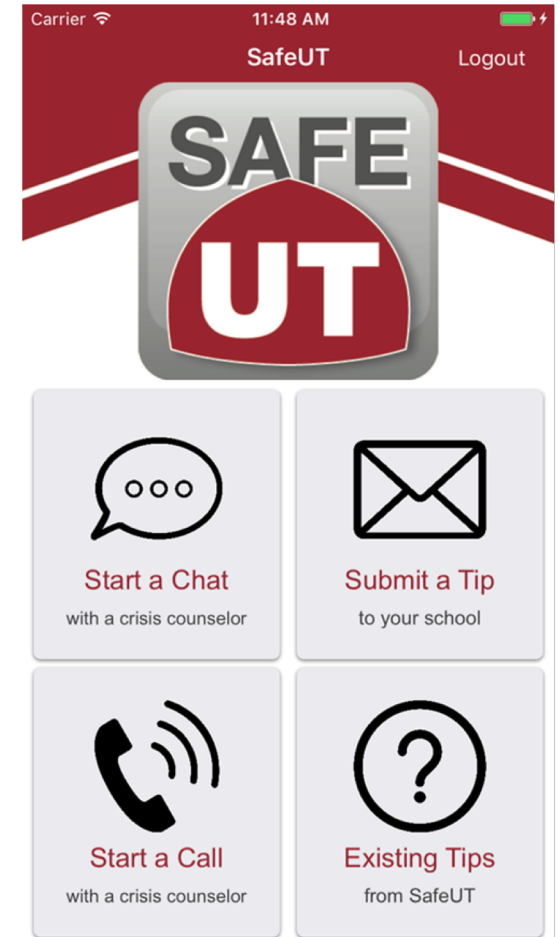 Carrier 11:48 AM
SafeUT Logout
SAFE
UT
Start a Chat
with a crisis counselor
Submit a Tip
to your school
Start a Call
with a crisis counselor
Existing Tips
from SafeUT